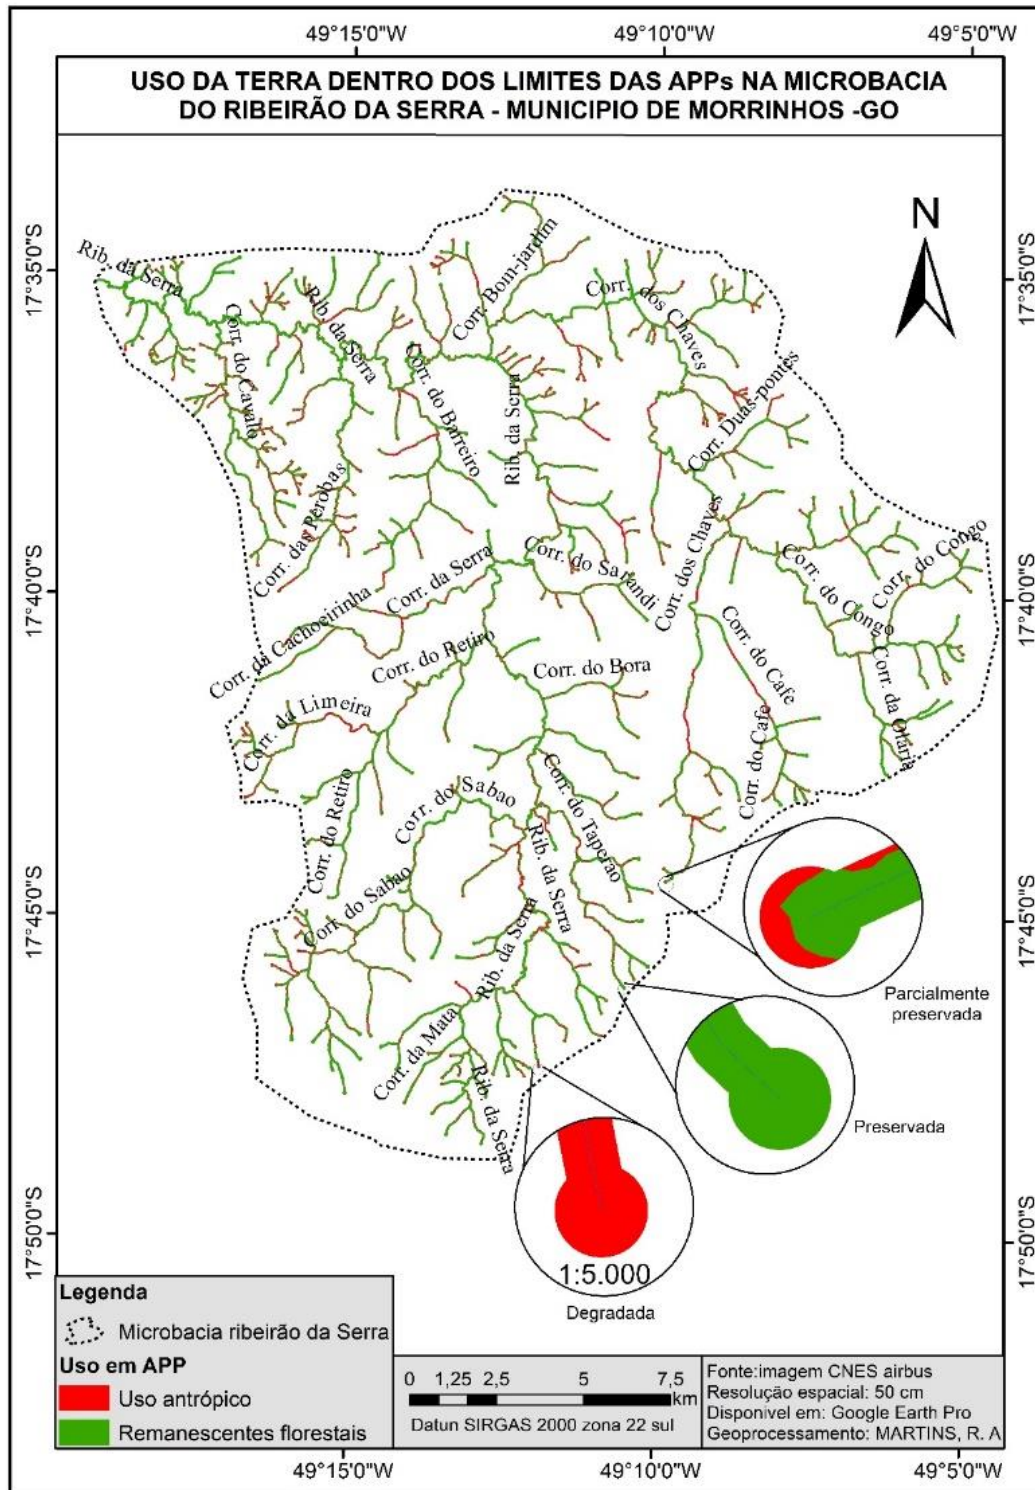 49°15'0"W 49°10'0"W 49°5'0"W
USO DA TERRA DENTRO DOS LIMITES DAS APPs NA MICROBACIA
DO RIBEIRÃO DA SERRA - MUNICIPIO DE MORRINHOS -GO
N
17°35'0"S
17°35'0"S
Rib. da Serra
Corr. Bom-jardim
Corr. dos Chaves
Rib. da Serra
Corr. do Cavalo
Corr. do Barreiro
Rib. da Serra
Corr. Duas-pontes
Corr. das Perobas
Corr. dos Chaves
Corr. do Congo
17°40'0"S
17°40'0"S
Corr. da Serra
Corr. do Sarandi
Corr. do Congo
Corr. da Cachoeirinha
Corr. do Retiro
Corr. do Bora
Corr. do Cafe
Corr. da Limeira
Corr. do Cafe
Corr. da Olaria
Corr. do Retiro
Corr. do Sabao
Corr. do Taperao
Rib. da Serra
Corr. do Sabao
17°45'0"S
17°45'0"S
Rib. da Serra
Parcialmente
preservada
Corr. da Mata
Rib. da Serra
Preservada
1:5.000
Degradada
17°50'0"S
17°50'0"S
Legenda
Microbacia ribeirão da Serra
Uso em APP
Uso antrópico
Remanescentes florestais
0 1,25 2,5 5 7,5
km
Datun SIRGAS 2000 zona 22 sul
Fonte:imagem CNES airbus
Resolução espacial: 50 cm
Disponivel em: Google Earth Pro
Geoprocessamento: MARTINS, R. A
49°15'0"W 49°10'0"W 49°5'0"W